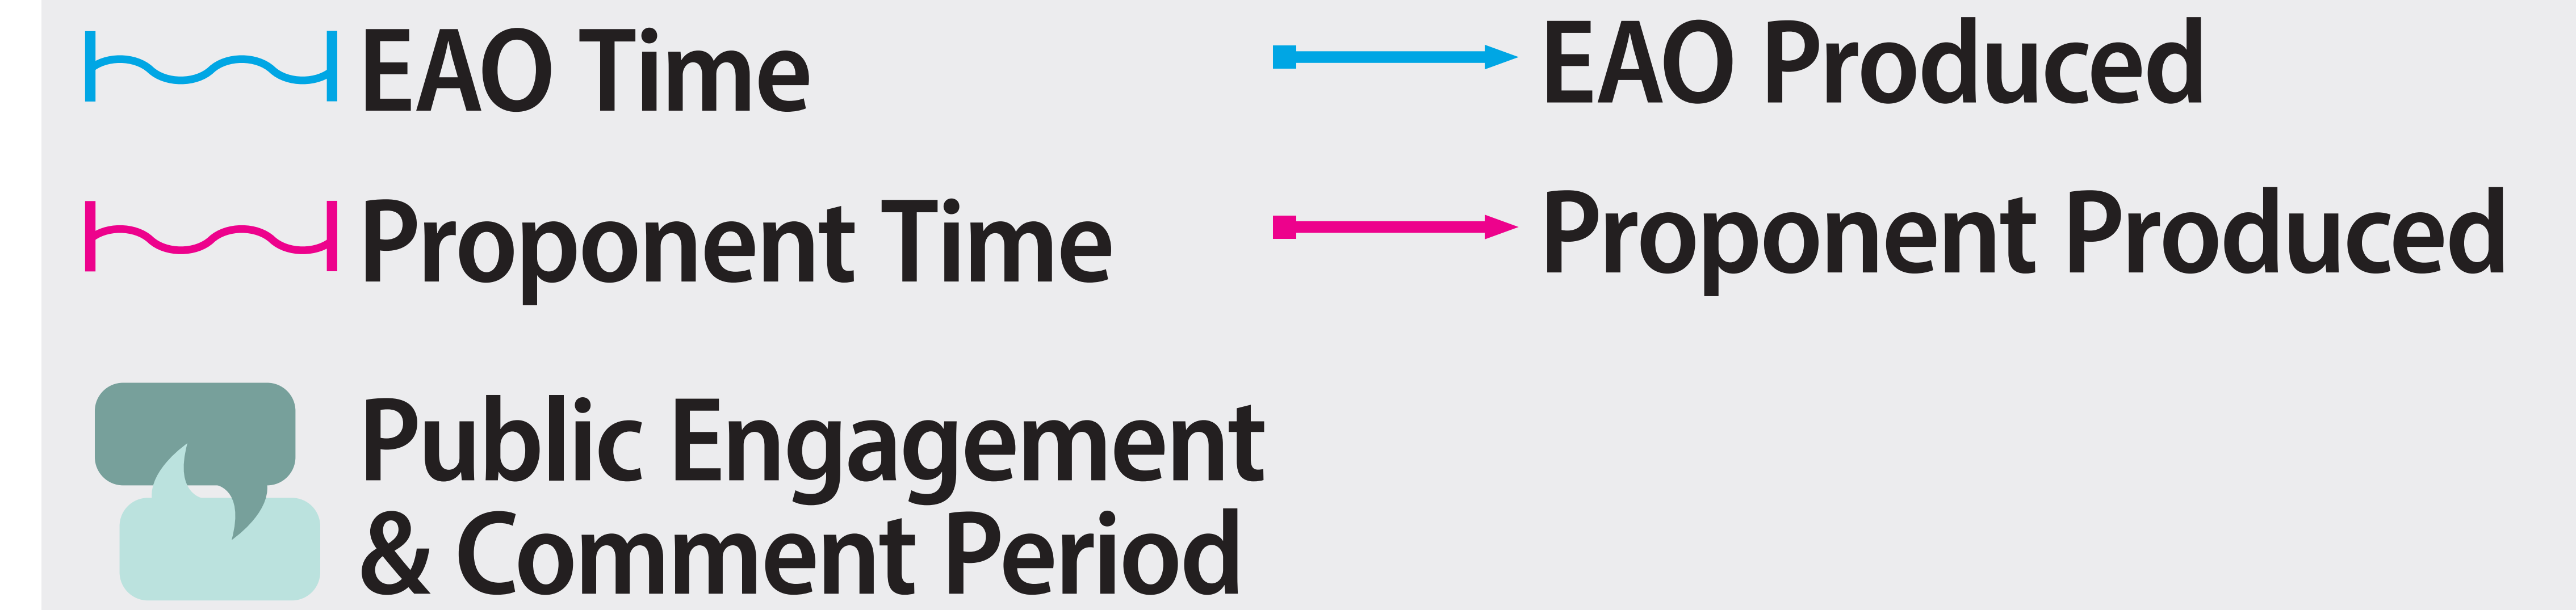 EAO Time
EAO Produced
Proponent Time
Proponent Produced
Public Engagement
& Comment Period